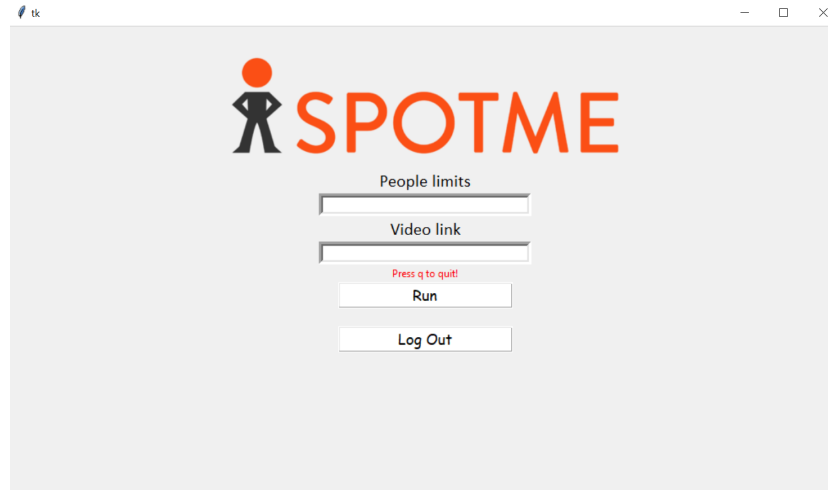 tk
SPOTME
People limits
Video link
Press q to quit!
Run
Log Out